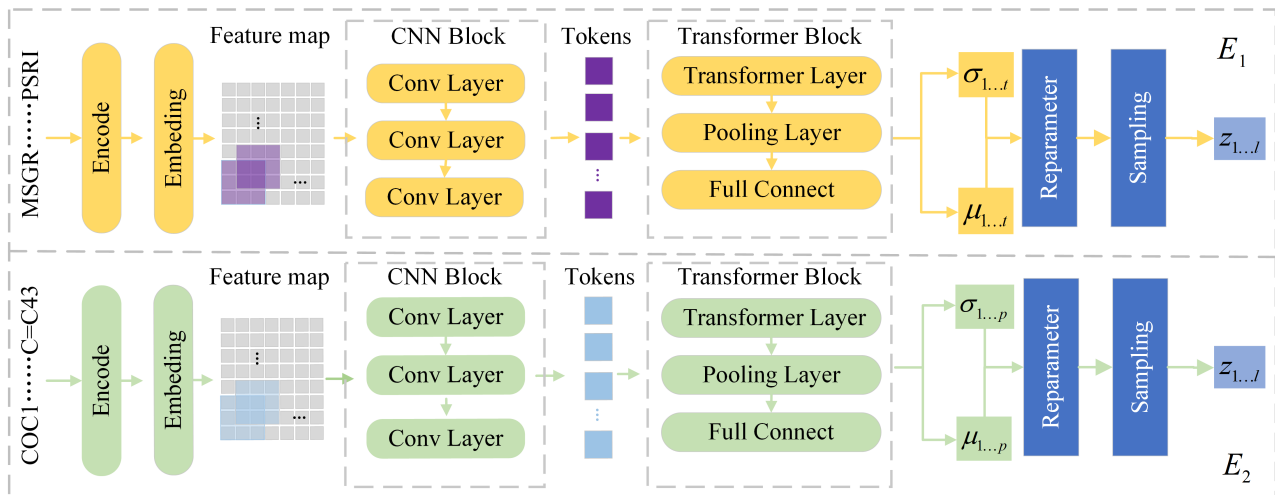 MSGR······PSRI
Encode
Embeding
Feature map
⋮
...
CNN Block
Conv Layer
Conv Layer
Conv Layer
Tokens
⋮
Transformer Block
Transformer Layer
Pooling Layer
Full Connect
σ1…t
μ1…t
Reparameter
Sampling
z1…l
E1
COC1······C=C43
Encode
Embeding
Feature map
⋮
...
CNN Block
Conv Layer
Conv Layer
Conv Layer
Tokens
⋮
Transformer Block
Transformer Layer
Pooling Layer
Full Connect
σ1…p
μ1…p
Reparameter
Sampling
z1…l
E2